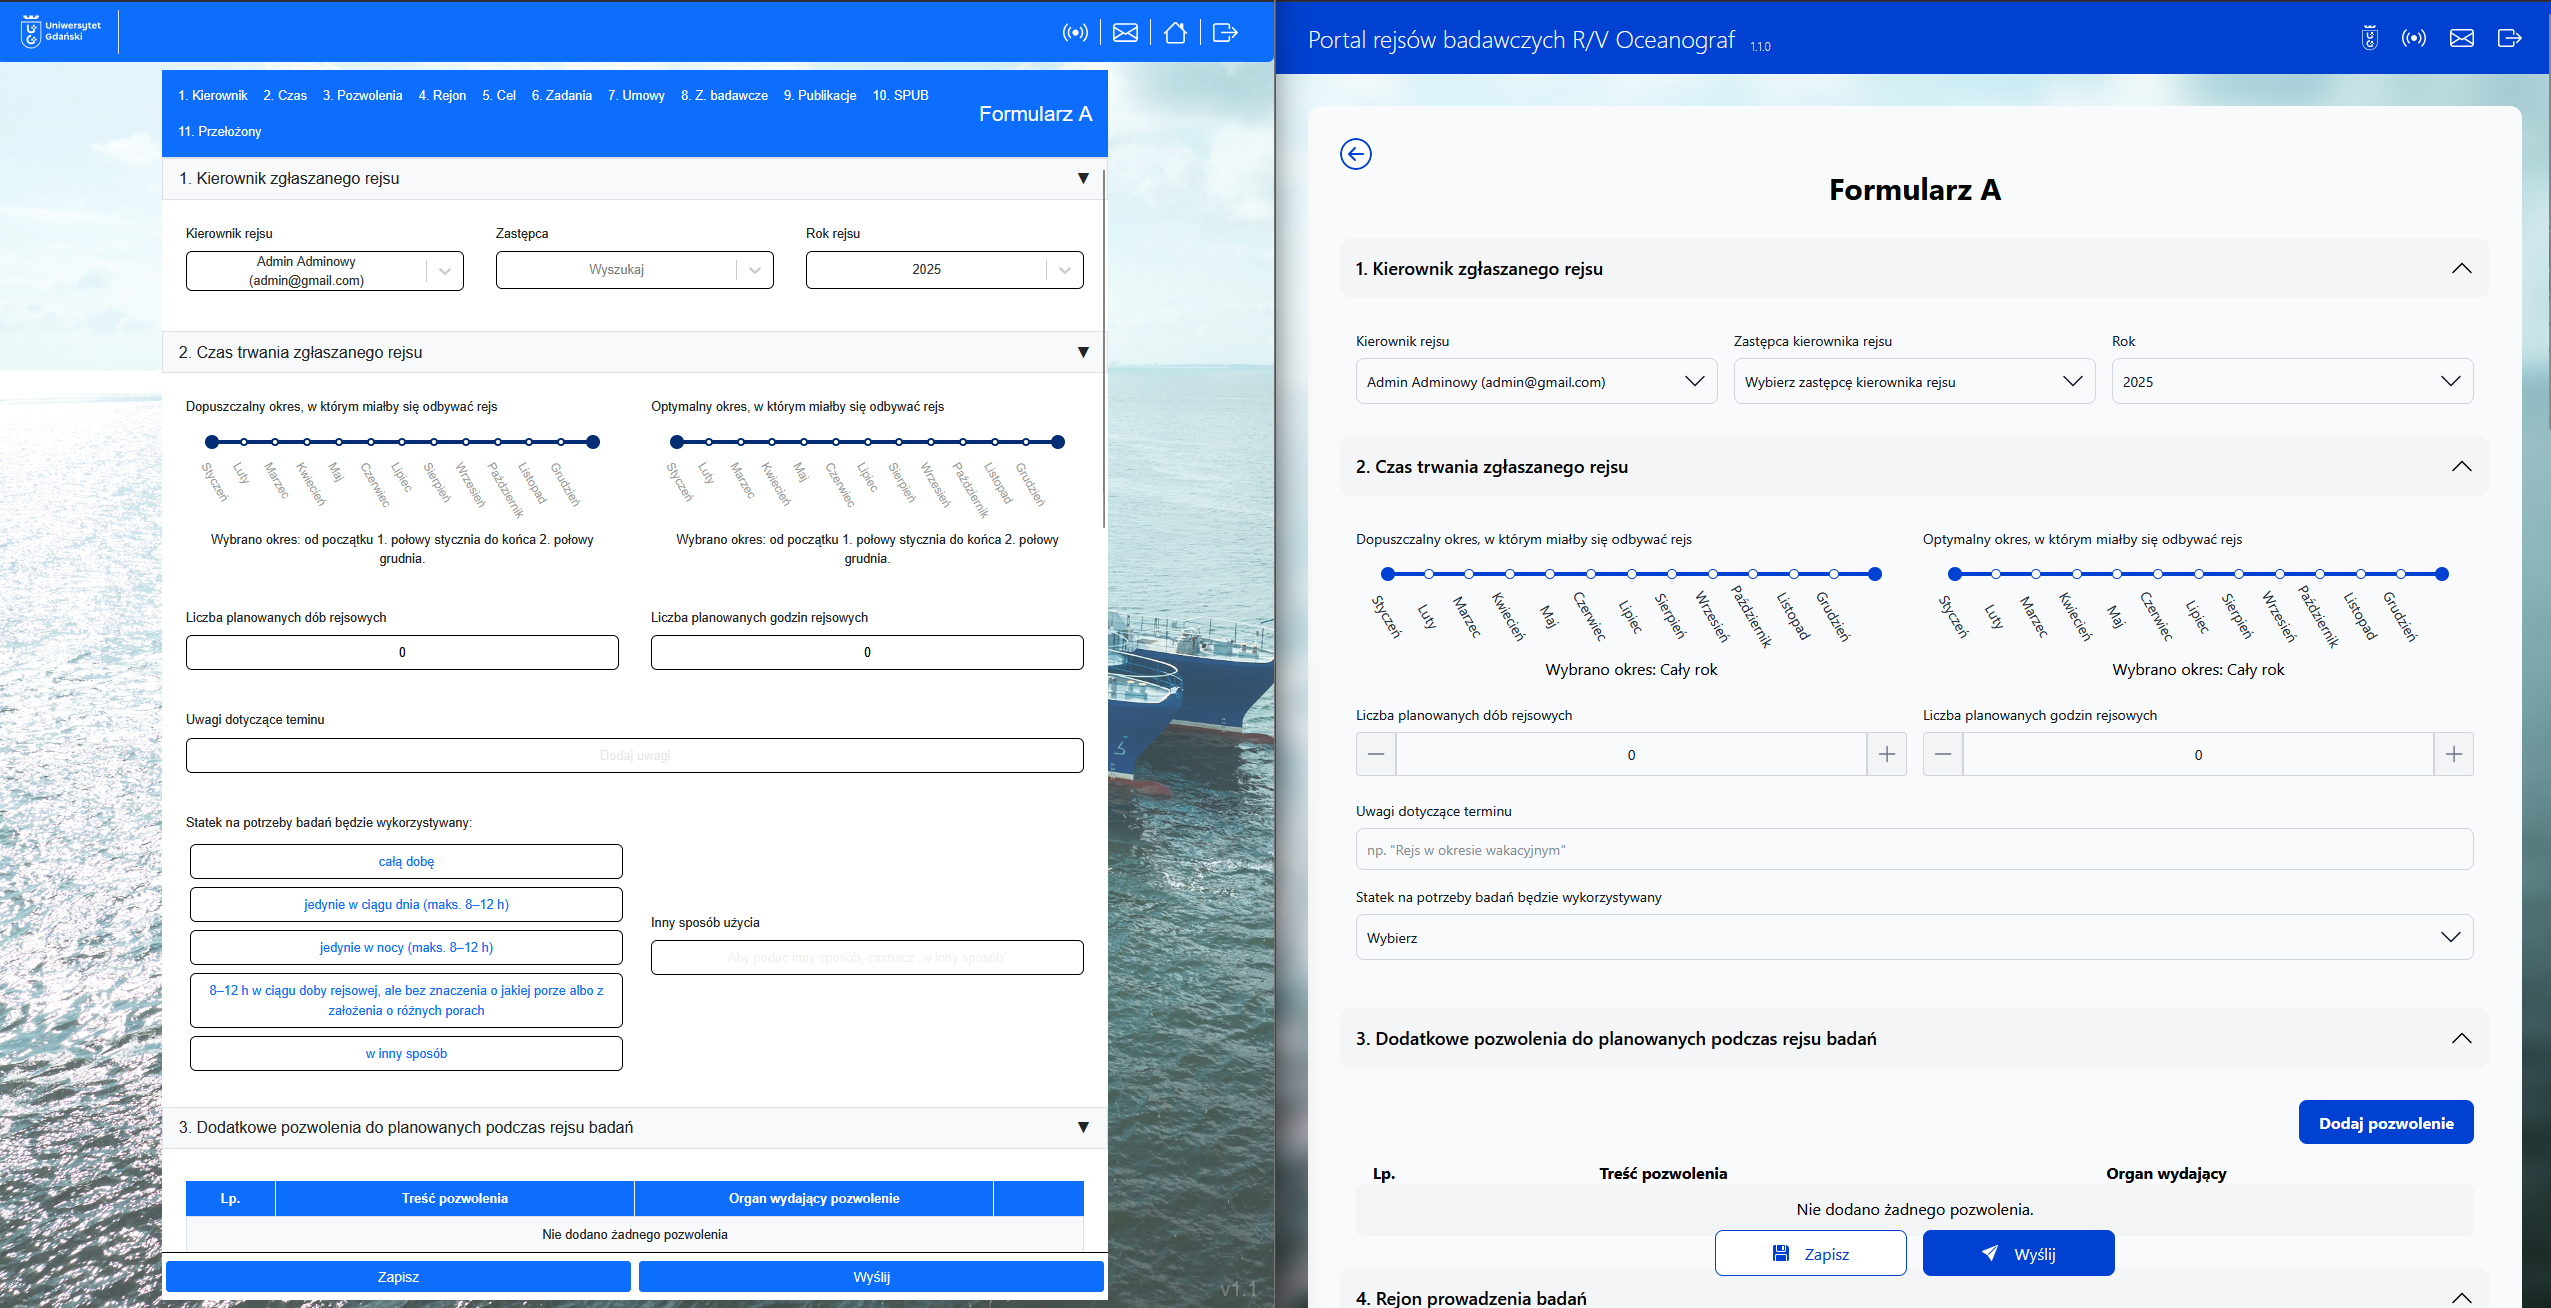 Uniwersytet
Gdański
1. Kierownik 2. Czas 3. Pozwolenia 4. Rejon 5. Cel 6. Zadania 7. Umowy 8. Z. badawcze 9. Publikacje 10. SPUB
11. Przełożony
Formularz A
1. Kierownik zgłaszanego rejsu
Kierownik rejsu Zastępca Rok rejsu
Admin Adminowy
(admin@gmail.com)
Wyszukaj
2025
2. Czas trwania zgłaszanego rejsu
Dopuszczalny okres, w którym miałby się odbywać rejs
Styczeń Luty Marzec Kwiecień Maj Czerwiec Lipiec Sierpień Wrzesień Październik Listopad Grudzień
Wybrano okres: od początku 1. połowy stycznia do końca 2. połowy
grudnia.
Optymalny okres, w którym miałby się odbywać rejs
Styczeń Luty Marzec Kwiecień Maj Czerwiec Lipiec Sierpień Wrzesień Październik Listopad Grudzień
Wybrano okres: od początku 1. połowy stycznia do końca 2. połowy
grudnia.
Liczba planowanych dób rejsowych
0
Liczba planowanych godzin rejsowych
0
Uwagi dotyczące teminu
Dodaj uwagi
Statek na potrzeby badań będzie wykorzystywany:
całą dobę
jedynie w ciągu dnia (maks. 8–12 h)
jedynie w nocy (maks. 8–12 h)
8–12 h w ciągu doby rejsowej, ale bez znaczenia o jakiej porze albo z
założenia o różnych porach
w inny sposób
Inny sposób użycia
Aby podać inny sposób, zaznacz „w inny sposób"
3. Dodatkowe pozwolenia do planowanych podczas rejsu badań
Lp. Treść pozwolenia Organ wydający pozwolenie
Nie dodano żadnego pozwolenia
Zapisz Wyślij
v1.1
Portal rejsów badawczych R/V Oceanograf 1.1.0
Formularz A
1. Kierownik zgłaszanego rejsu
Kierownik rejsu Zastępca kierownika rejsu Rok
Admin Adminowy (admin@gmail.com) Wybierz zastępcę kierownika rejsu 2025
2. Czas trwania zgłaszanego rejsu
Dopuszczalny okres, w którym miałby się odbywać rejs
Styczeń Luty Marzec Kwiecień Maj Czerwiec Lipiec Sierpień Wrzesień Październik Listopad Grudzień
Wybrano okres: Cały rok
Optymalny okres, w którym miałby się odbywać rejs
Styczeń Luty Marzec Kwiecień Maj Czerwiec Lipiec Sierpień Wrzesień Październik Listopad Grudzień
Wybrano okres: Cały rok
Liczba planowanych dób rejsowych
0
Liczba planowanych godzin rejsowych
0
Uwagi dotyczące terminu
np. "Rejs w okresie wakacyjnym"
Statek na potrzeby badań będzie wykorzystywany
Wybierz
3. Dodatkowe pozwolenia do planowanych podczas rejsu badań
Dodaj pozwolenie
Lp. Treść pozwolenia Organ wydający
Nie dodano żadnego pozwolenia.
Zapisz Wyślij
4. Rejon prowadzenia badań